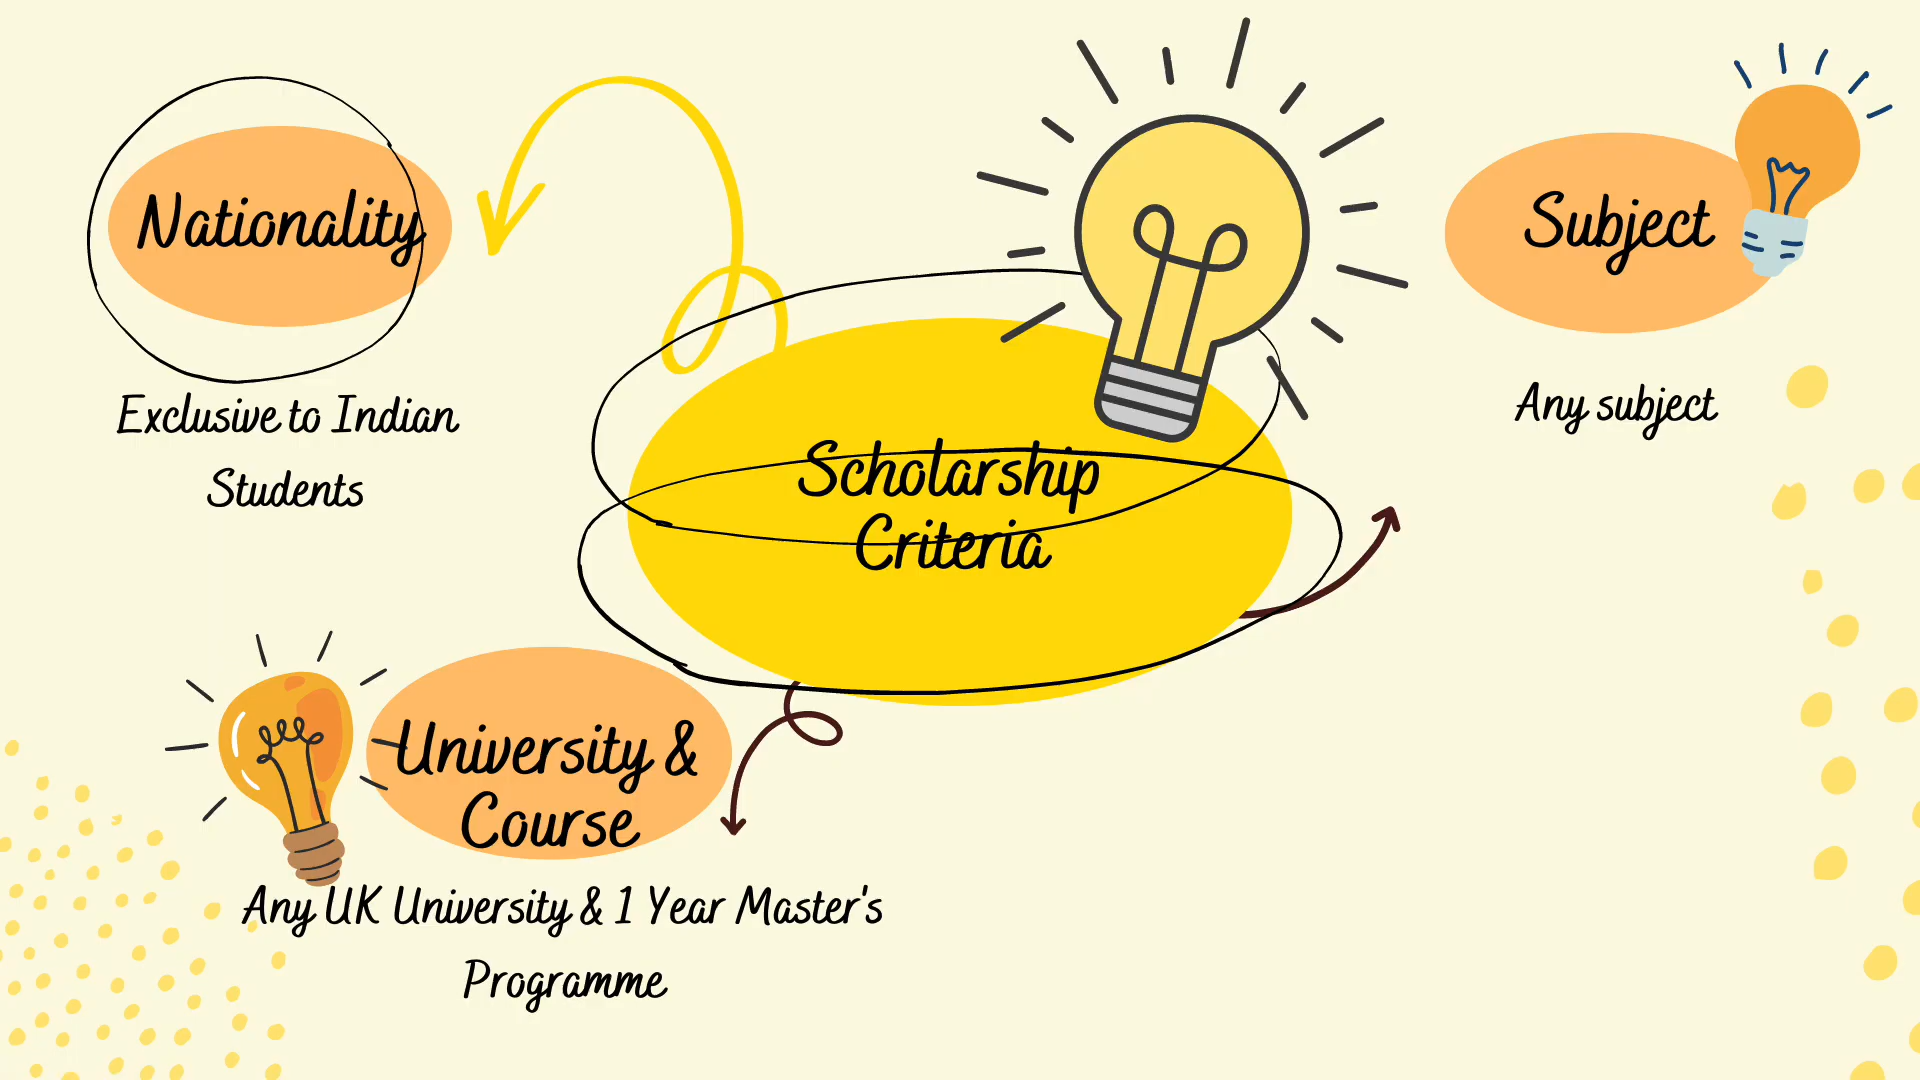 Nationality
Exclusive to Indian
Students
Scholarship
Criteria
Subject
Any subject
University &
Course
Any UK University & 1 Year Master's
Programme